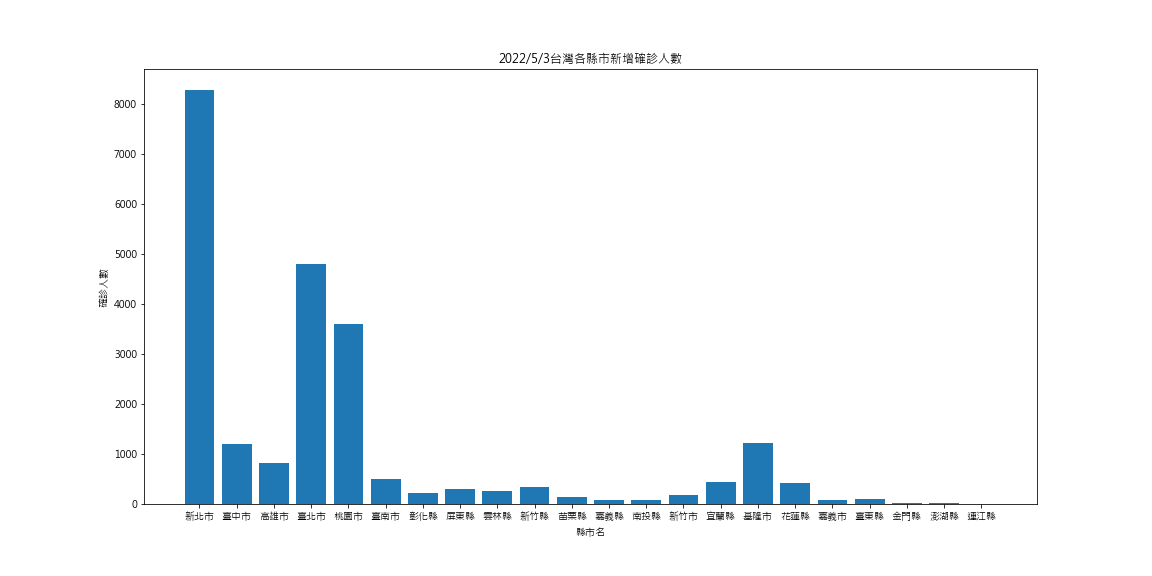 2022/5/3台灣各縣市新增確診人數
8000
7000
6000
5000
4000
3000
2000
1000
0
確診人數
新北市 臺中市 高雄市 臺北市 桃園市 臺南市 彰化縣 屏東縣 雲林縣 新竹縣 苗栗縣 嘉義縣 南投縣 新竹市 宜蘭縣 基隆市 花蓮縣 嘉義市 臺東縣 金門縣 澎湖縣 連江縣
縣市名